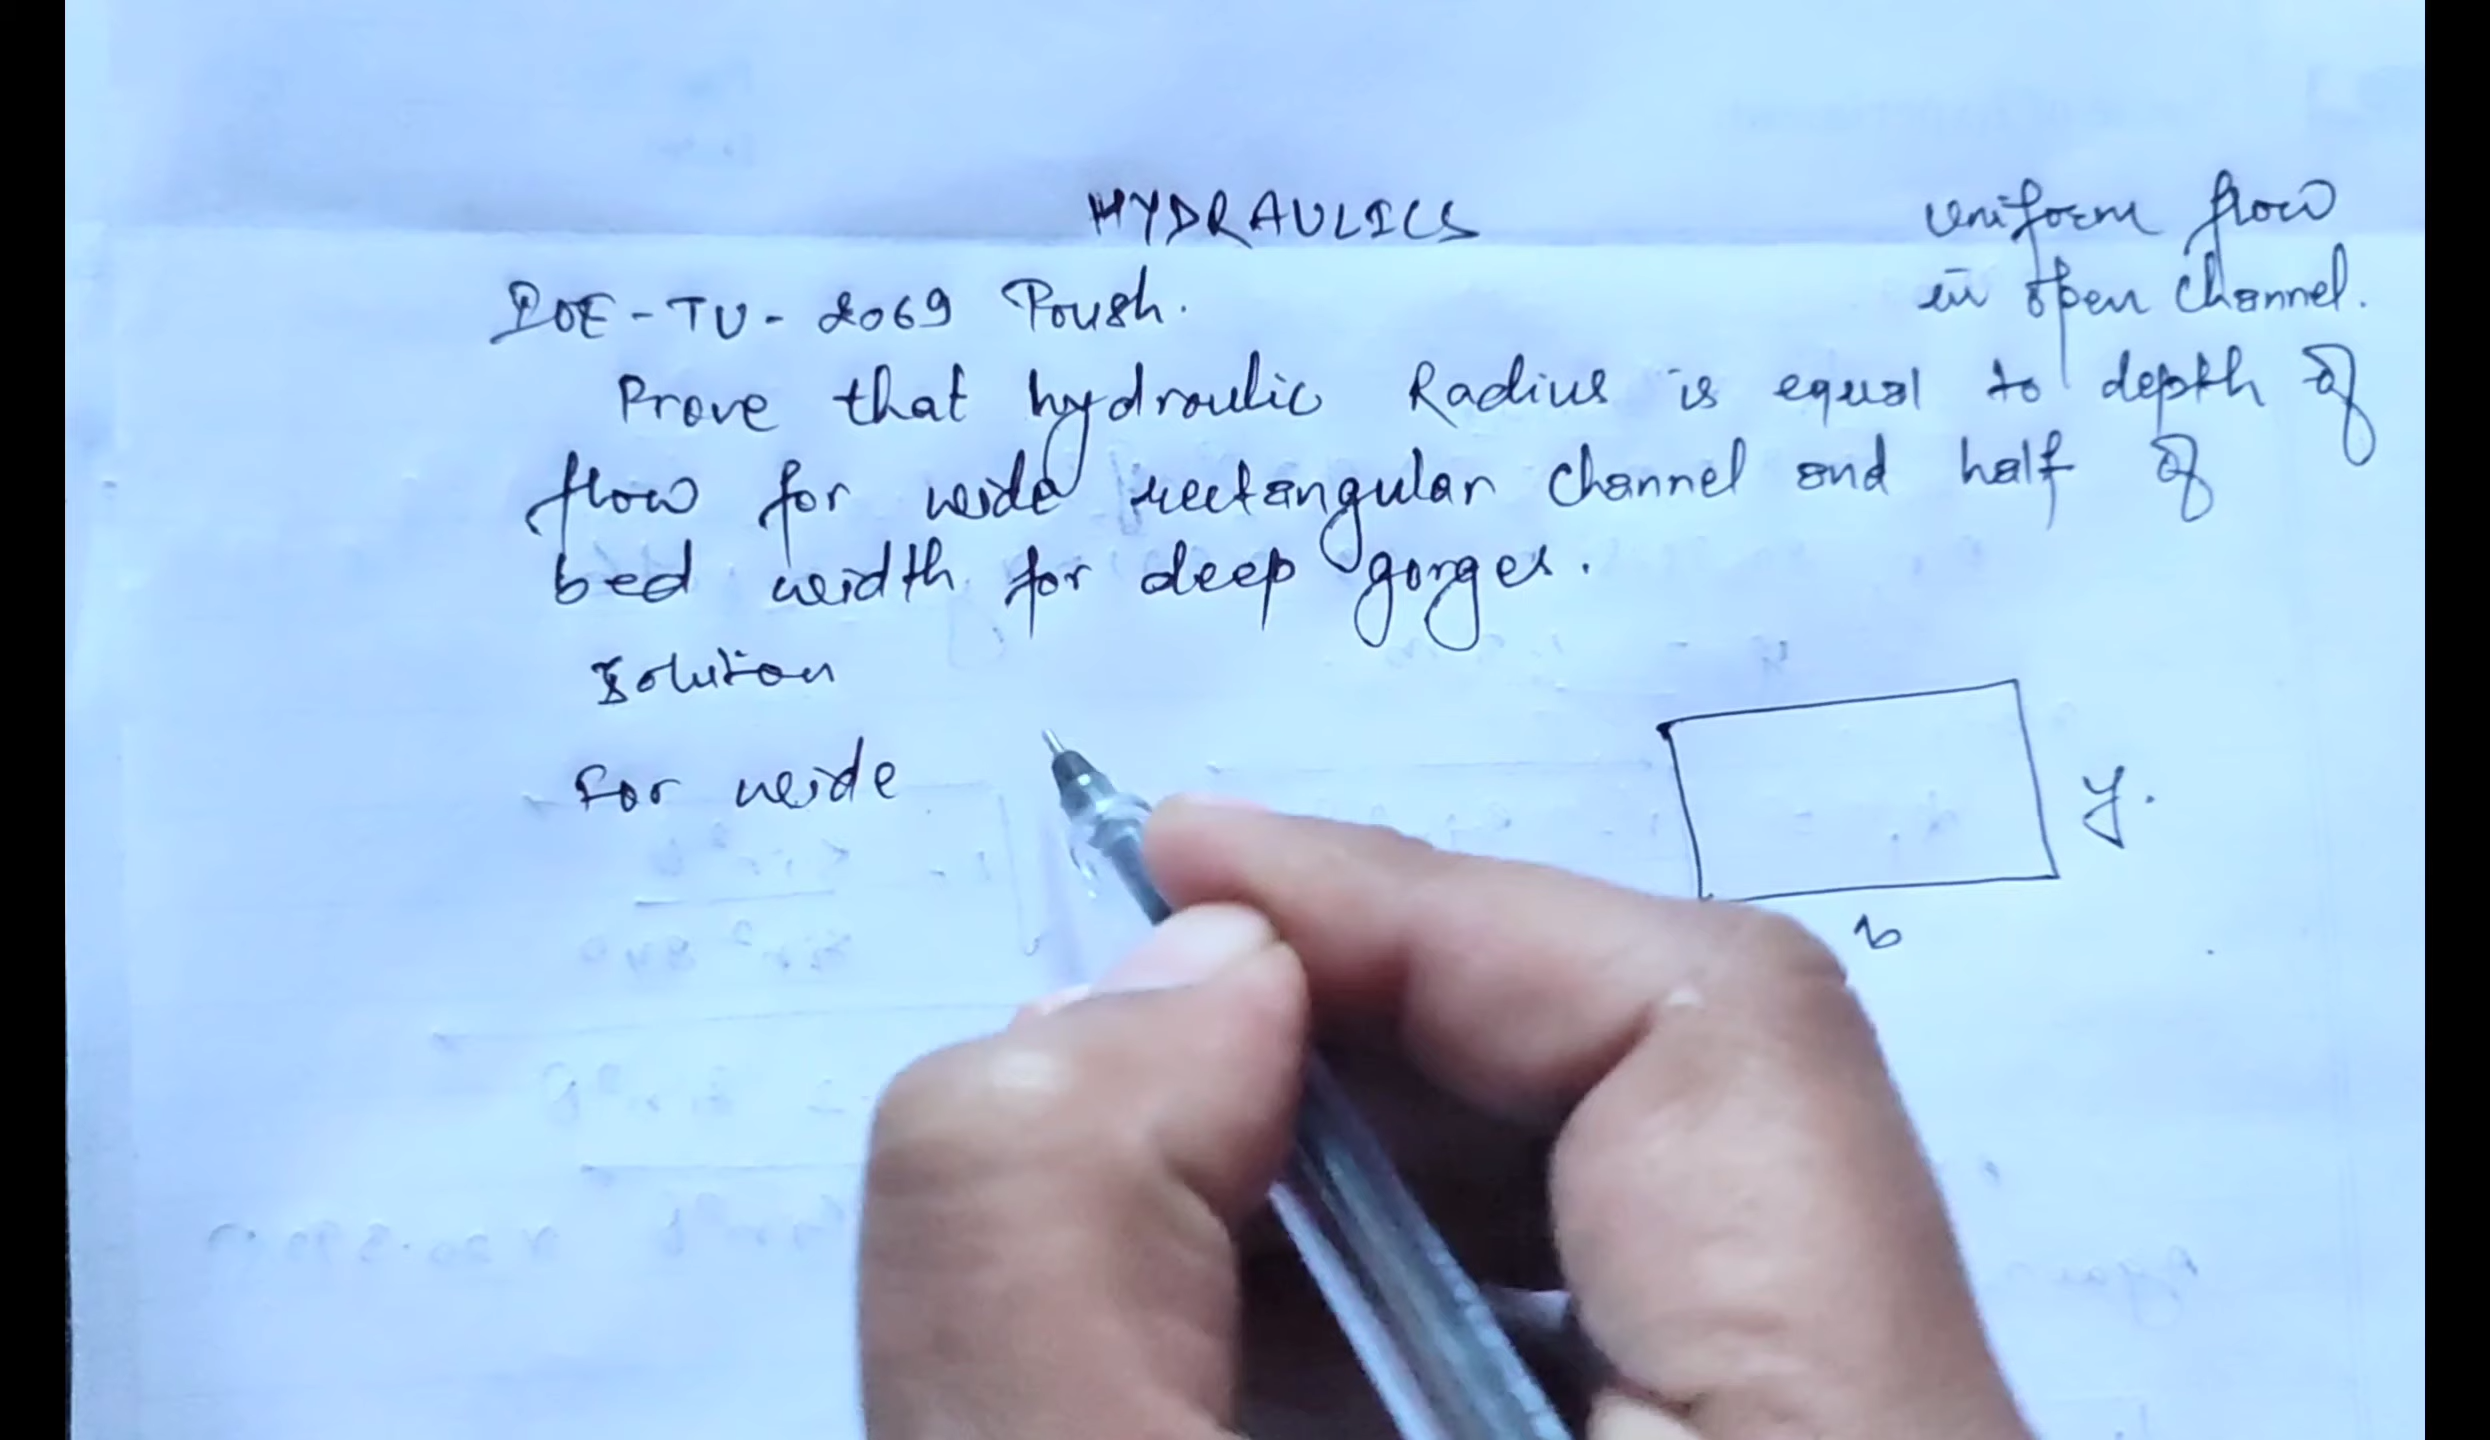 HYDRAULICS
uniform flow
in open channel.
IOE-TU-2069 Poush.
Prove that hydraulic Radius is equal to depth of
flow for wide rectangular channel and half of
bed width for deep gorges.
Solution
For wide
y.
b